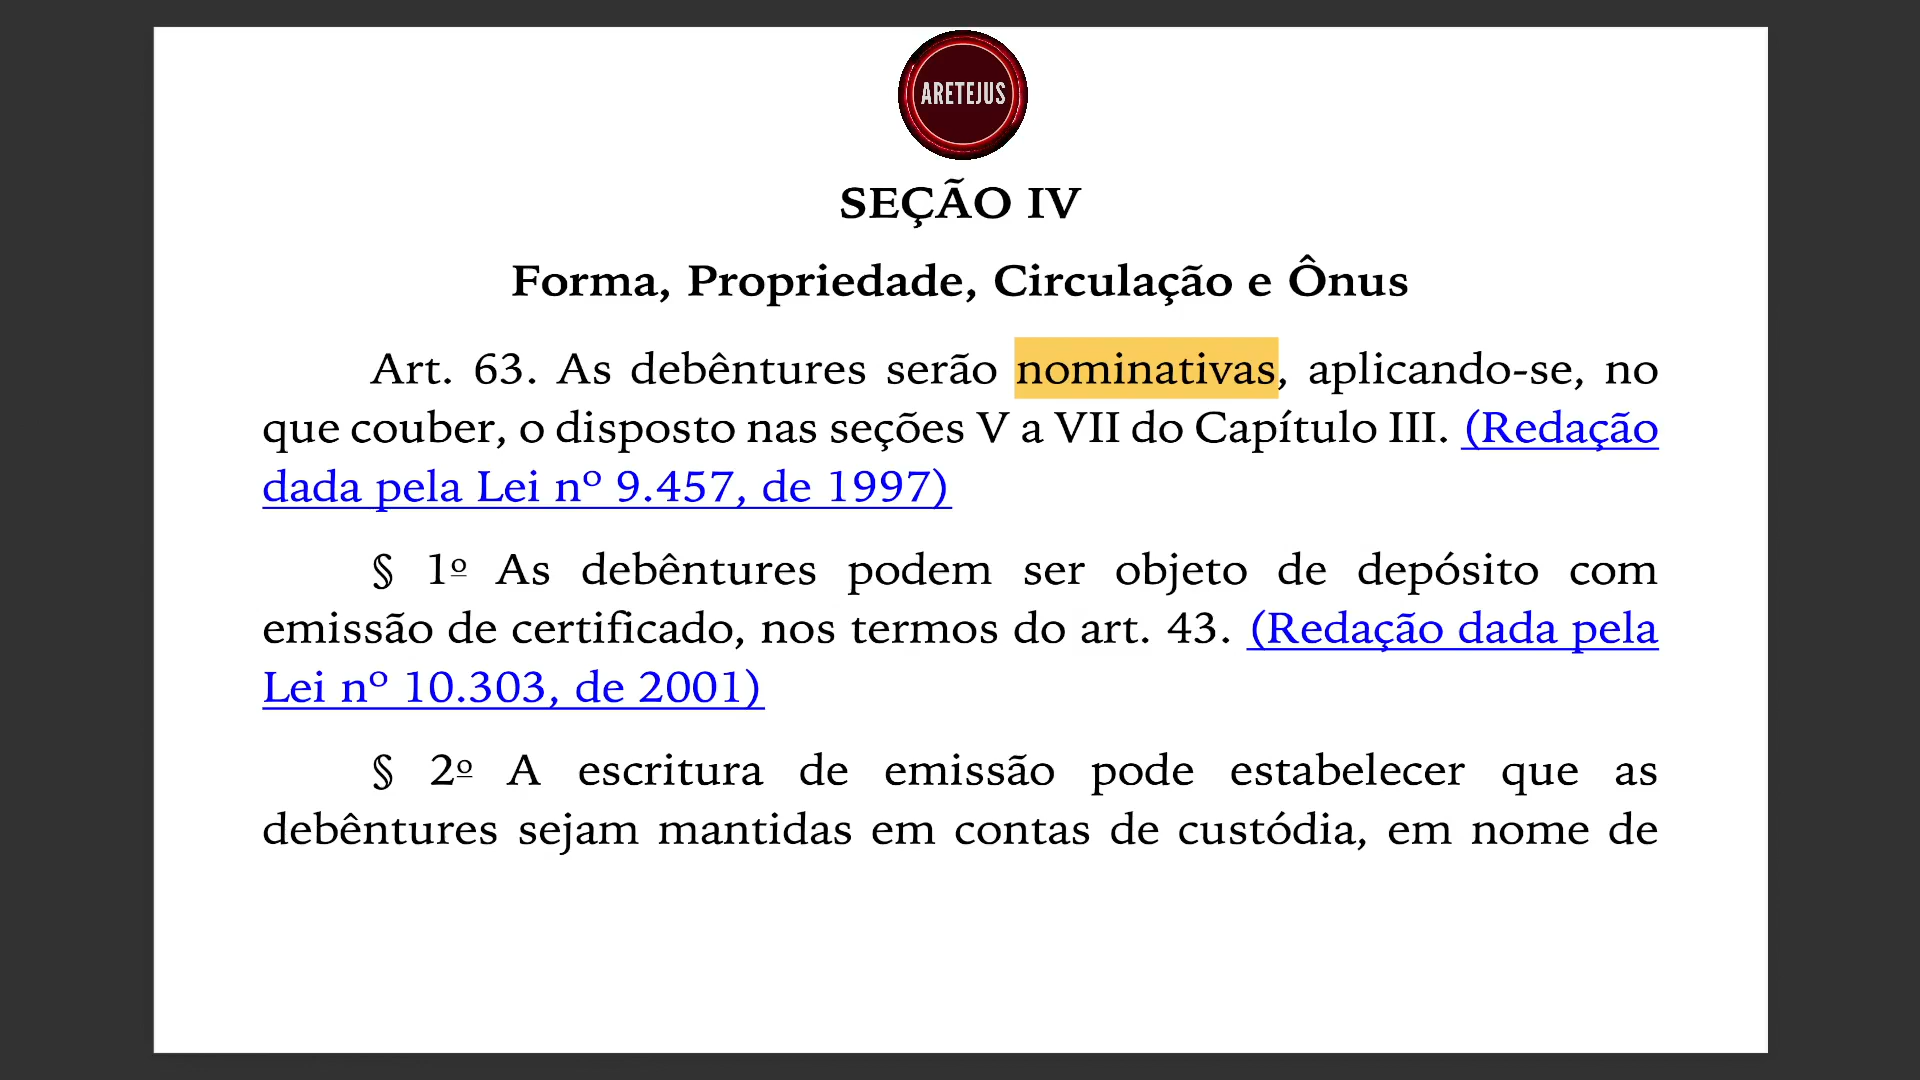 ARETEJUS
SEÇÃO IV
Forma, Propriedade, Circulação e Ônus
Art. 63. As debêntures serão nominativas, aplicando-se, no
que couber, o disposto nas seções V a VII do Capítulo III. (Redação
dada pela Lei nº 9.457, de 1997)
§ 1º As debêntures podem ser objeto de depósito com
emissão de certificado, nos termos do art. 43. (Redação dada pela
Lei nº 10.303, de 2001)
§ 2º A escritura de emissão pode estabelecer que as
debêntures sejam mantidas em contas de custódia, em nome de